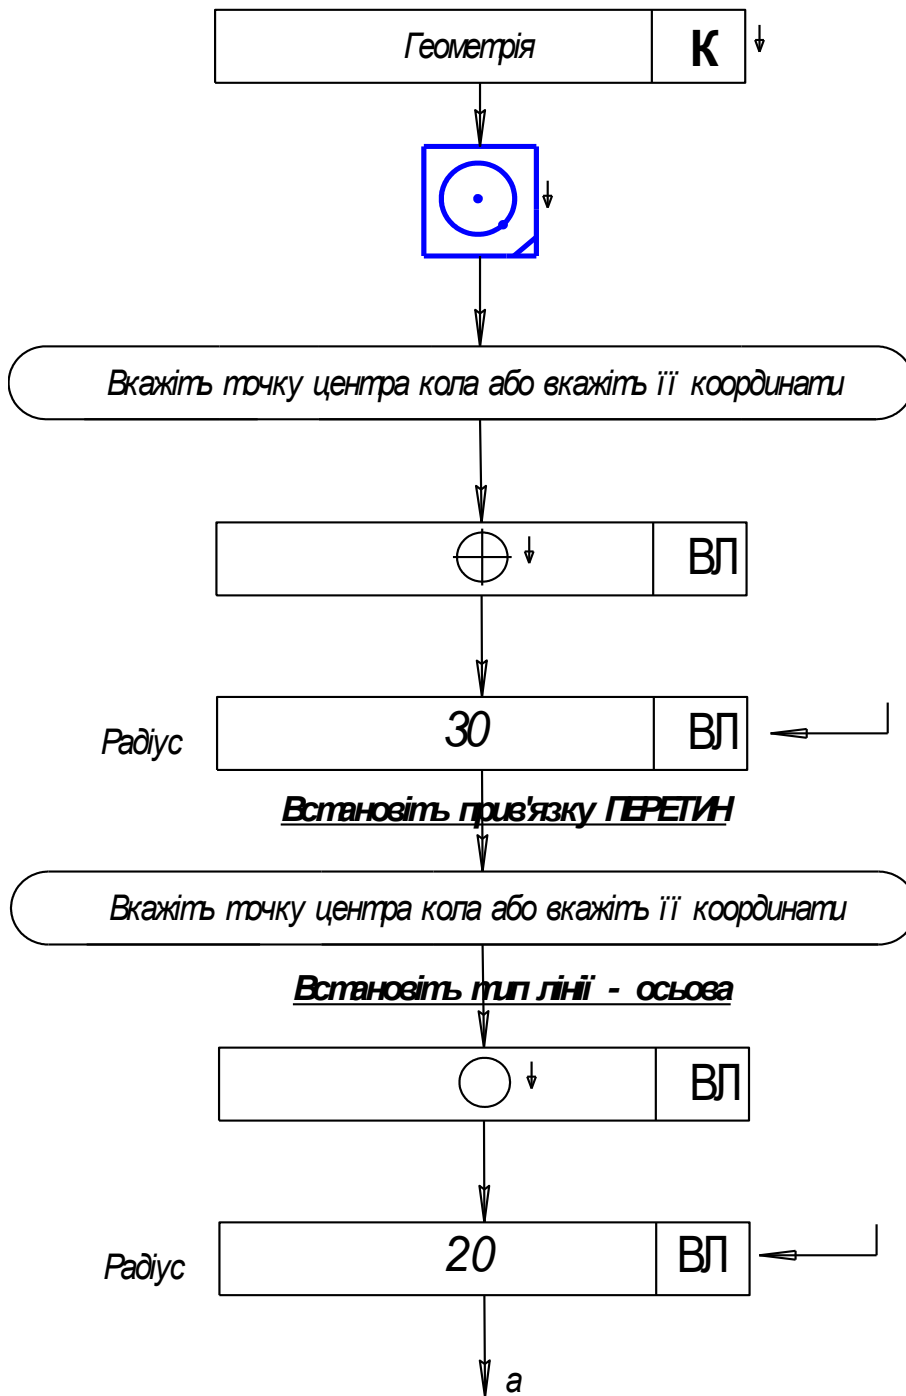 Геометрія К
Вкажіть точку центра кола або вкажіть її координати
ВЛ
Радіус 30 ВЛ
Встановіть прив'язку ПЕРЕТИН
Вкажіть точку центра кола або вкажіть її координати
Встановіть тип лінії - осьова
ВЛ
Радіус 20 ВЛ
а